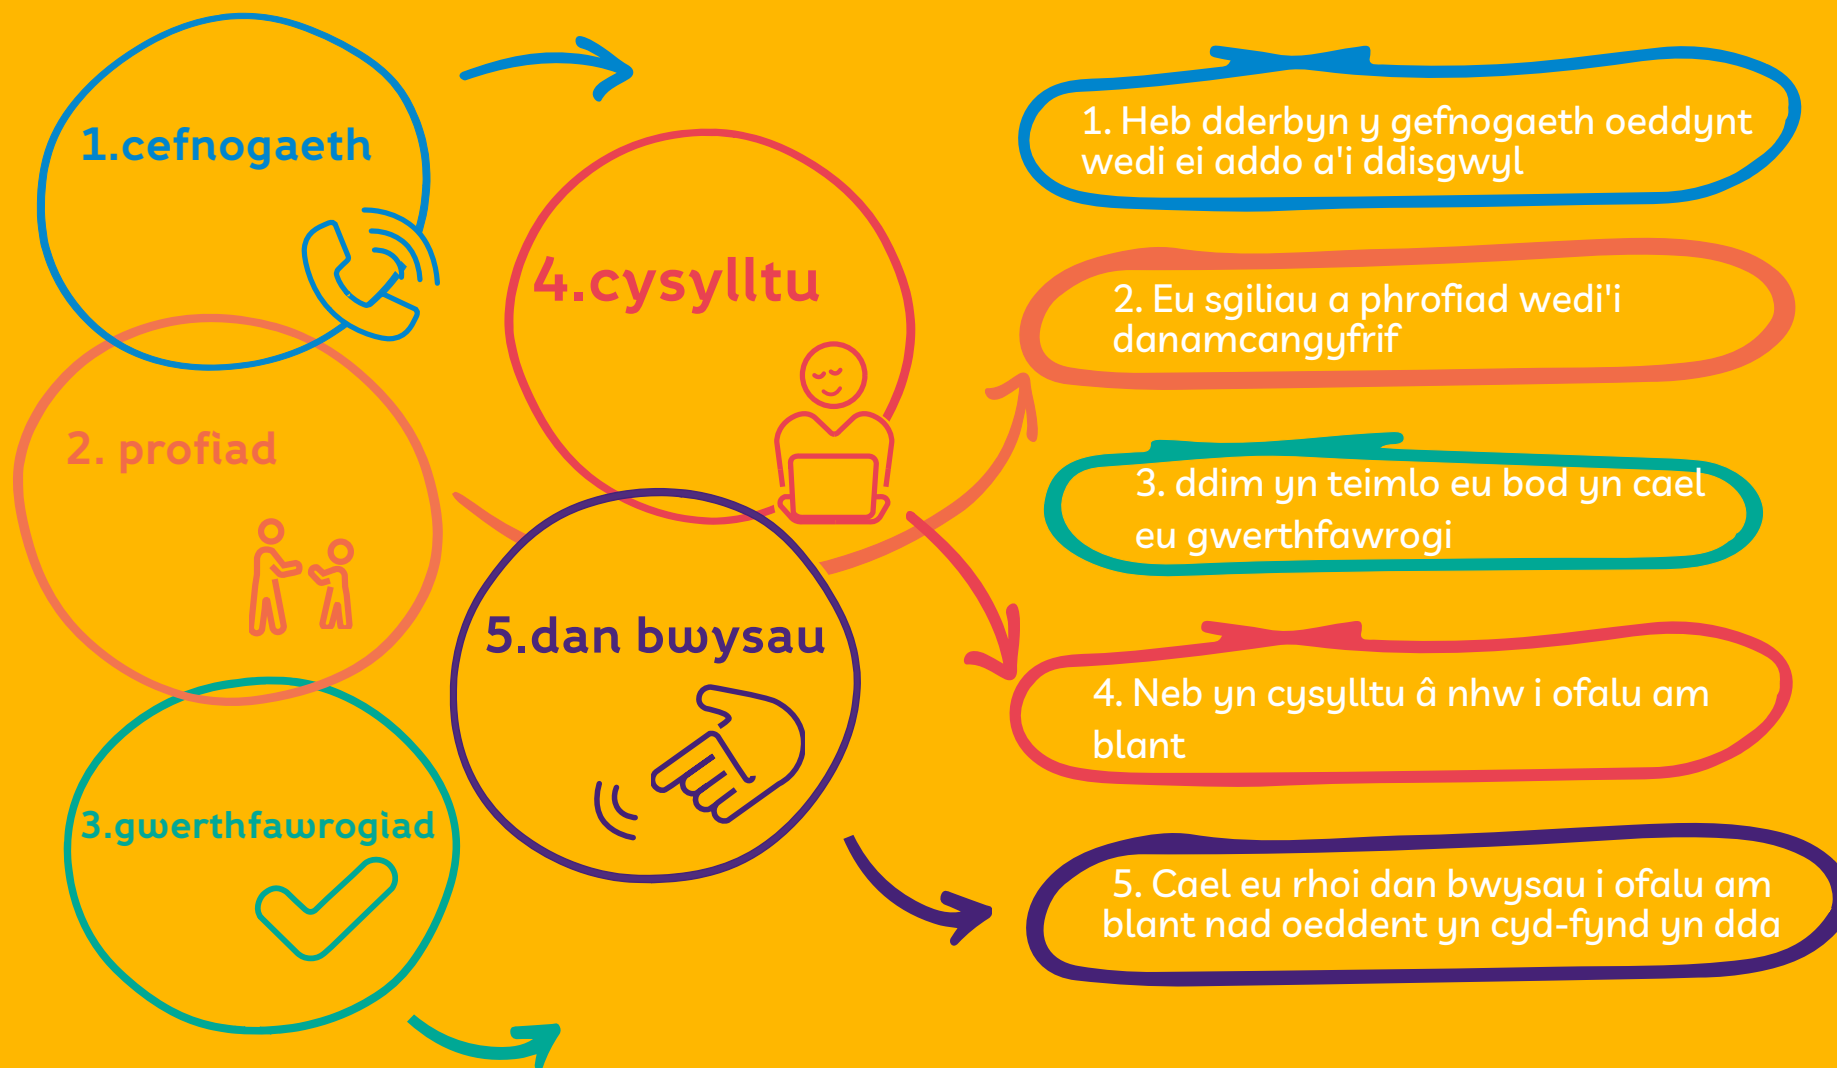 1.cefnogaeth
2. profiad
3.gwerthfawrogiad
4.cysylltu
5.dan bwysau
1. Heb dderbyn y gefnogaeth oeddynt
wedi ei addo a'i ddisgwyl
2. Eu sgiliau a phrofiad wedi'i
danamcangyfrif
3. ddim yn teimlo eu bod yn cael
eu gwerthfawrogi
4. Neb yn cysylltu â nhw i ofalu am
blant
5. Cael eu rhoi dan bwysau i ofalu am
blant nad oeddent yn cyd-fynd yn dda